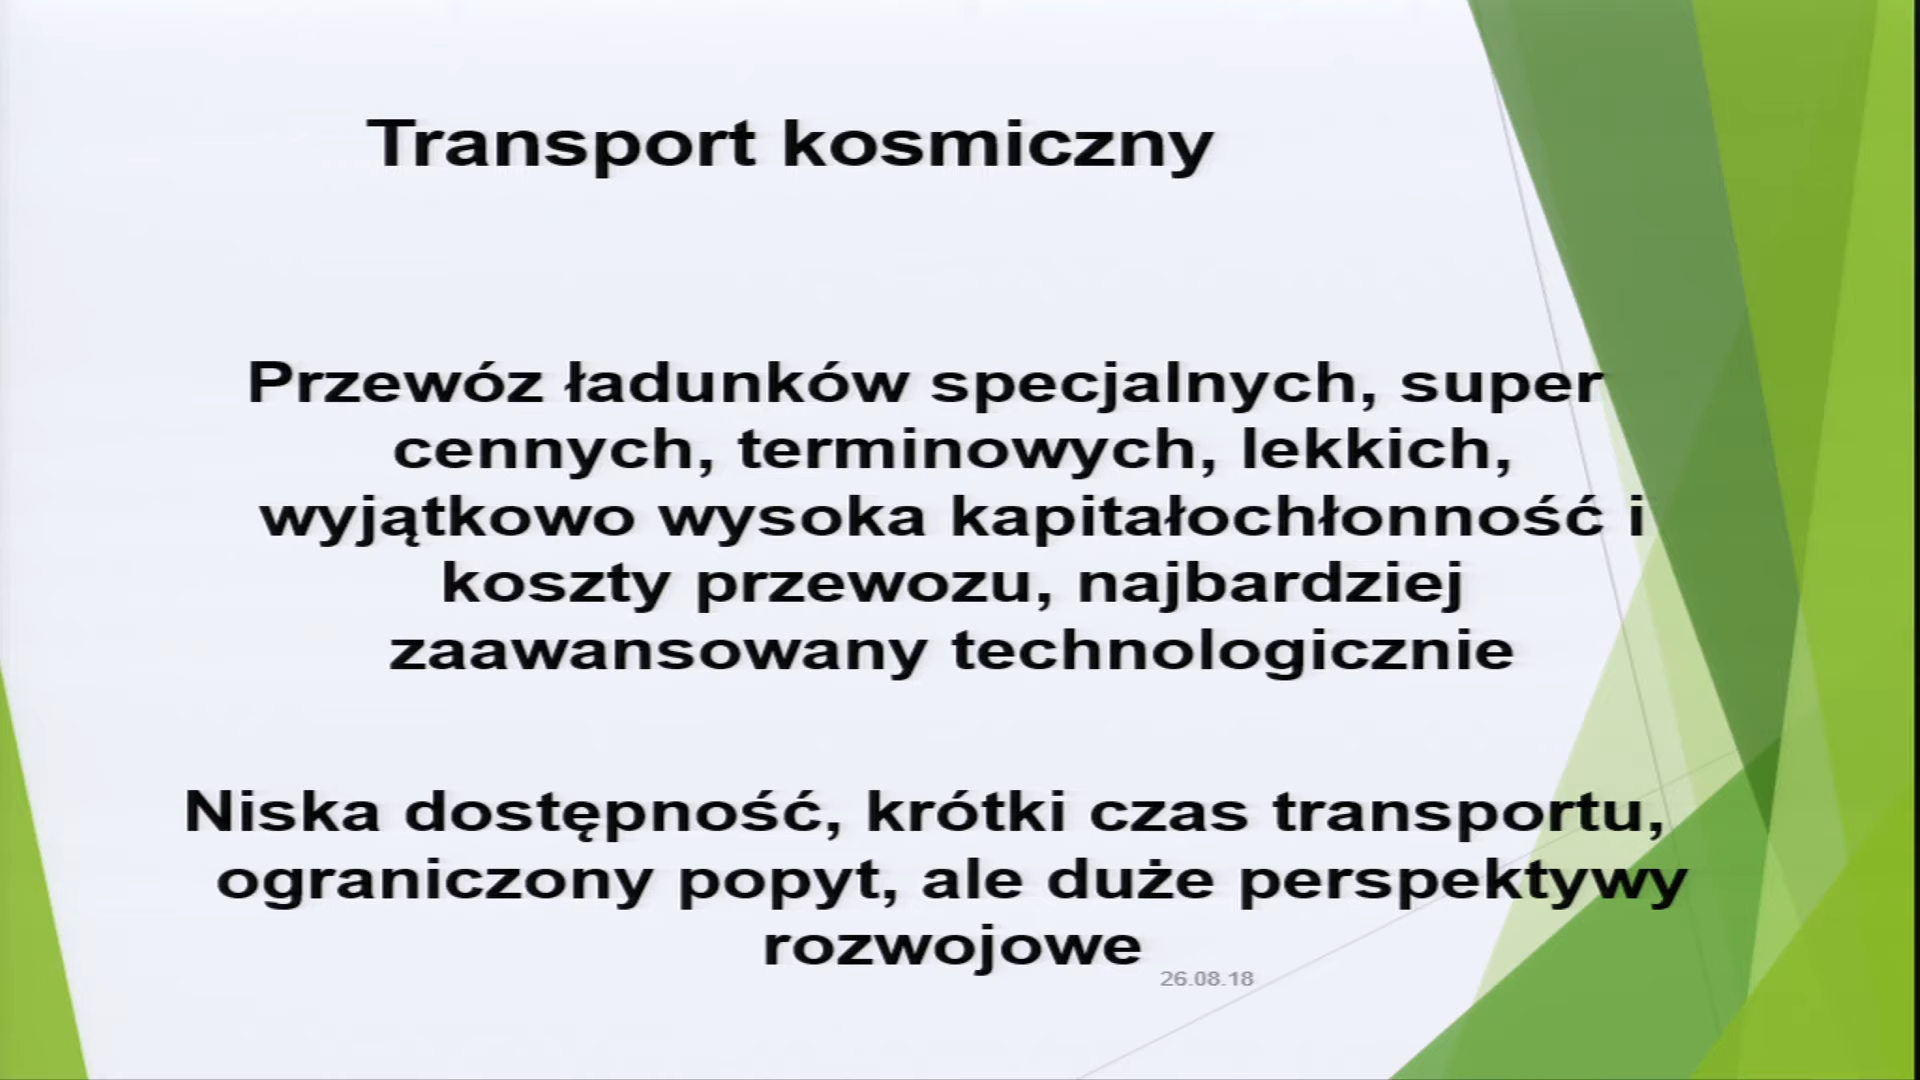 Transport kosmiczny
Przewóz ładunków specjalnych, super
cennych, terminowych, lekkich,
wyjątkowo wysoka kapitałochłonność i
koszty przewozu, najbardziej
zaawansowany technologicznie
Niska dostępność, krótki czas transportu,
ograniczony popyt, ale duże perspektywy
rozwojowe
26.08.18